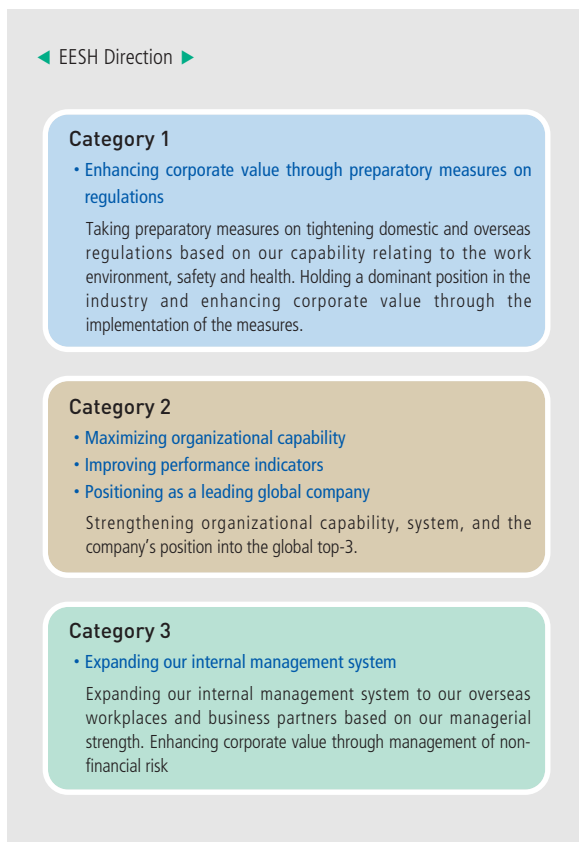 ◀ EESH Direction ▶
Category 1
• Enhancing corporate value through preparatory measures on
regulations
Taking preparatory measures on tightening domestic and overseas
regulations based on our capability relating to the work
environment, safety and health. Holding a dominant position in the
industry and enhancing corporate value through the
implementation of the measures.
Category 2
• Maximizing organizational capability
• Improving performance indicators
• Positioning as a leading global company
Strengthening organizational capability, system, and the
company's position into the global top-3.
Category 3
• Expanding our internal management system
Expanding our internal management system to our overseas
workplaces and business partners based on our managerial
strength. Enhancing corporate value through management of non-
financial risk